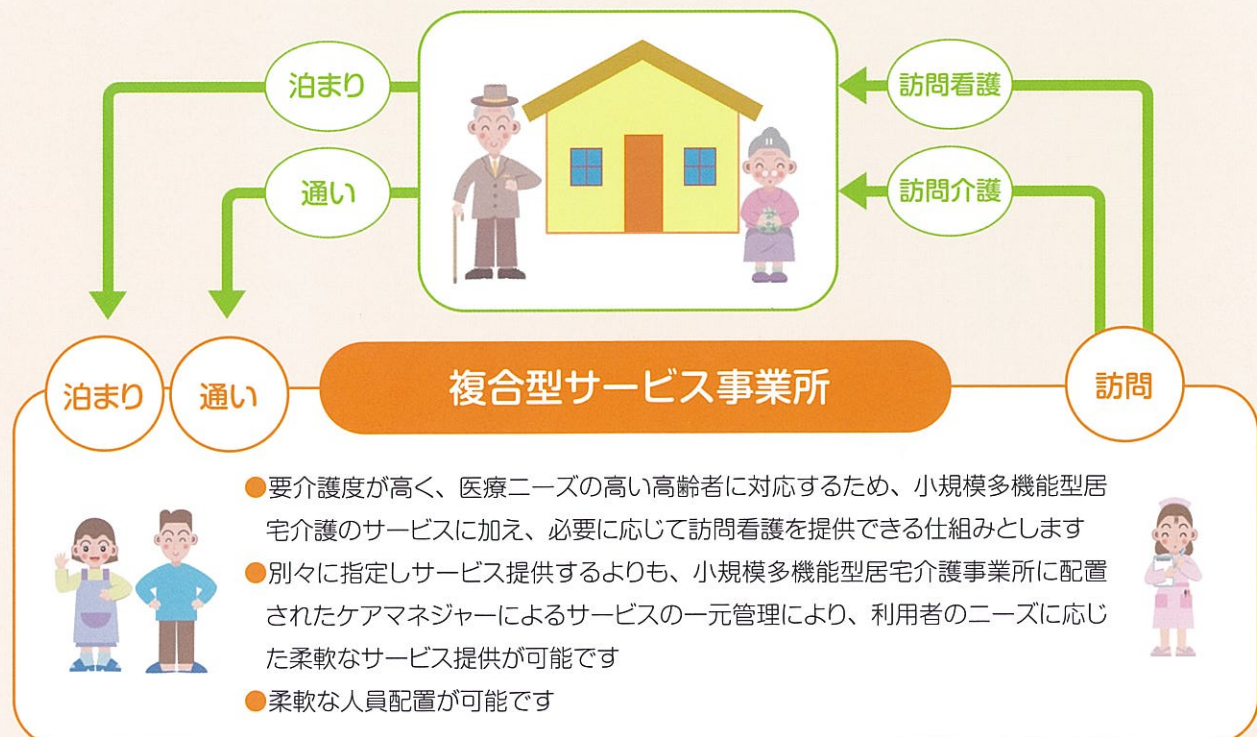 泊まり
訪問看護
通い
訪問介護
泊まり
通い
複合型サービス事業所
訪問
●要介護度が高く、医療ニーズの高い高齢者に対応するため、小規模多機能型居
宅介護のサービスに加え、必要に応じて訪問看護を提供できる仕組みとします
●別々に指定しサービス提供するよりも、小規模多機能型居宅介護事業所に配置
されたケアマネジャーによるサービスの一元管理により、利用者のニーズに応じ
た柔軟なサービス提供が可能です
●柔軟な人員配置が可能です